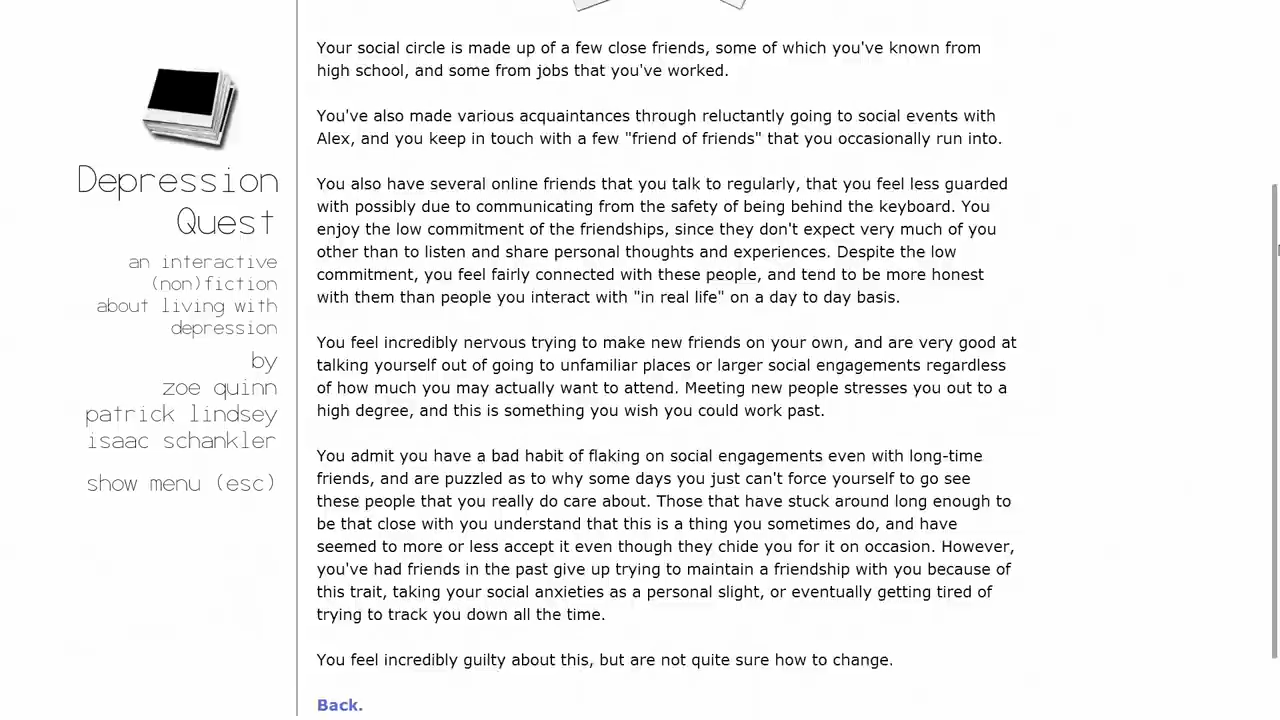 Depression
Quest
an interactive
(non)fiction
about living with
depression
by
zoe quinn
patrick lindsey
isaac schankler
show menu (esc)
Your social circle is made up of a few close friends, some of which you've known from
high school, and some from jobs that you've worked.
You've also made various acquaintances through reluctantly going to social events with
Alex, and you keep in touch with a few "friend of friends" that you occasionally run into.
You also have several online friends that you talk to regularly, that you feel less guarded
with possibly due to communicating from the safety of being behind the keyboard. You
enjoy the low commitment of the friendships, since they don't expect very much of you
other than to listen and share personal thoughts and experiences. Despite the low
commitment, you feel fairly connected with these people, and tend to be more honest
with them than people you interact with "in real life" on a day to day basis.
You feel incredibly nervous trying to make new friends on your own, and are very good at
talking yourself out of going to unfamiliar places or larger social engagements regardless
of how much you may actually want to attend. Meeting new people stresses you out to a
high degree, and this is something you wish you could work past.
You admit you have a bad habit of flaking on social engagements even with long-time
friends, and are puzzled as to why some days you just can't force yourself to go see
these people that you really do care about. Those that have stuck around long enough to
be that close with you understand that this is a thing you sometimes do, and have
seemed to more or less accept it even though they chide you for it on occasion. However,
you've had friends in the past give up trying to maintain a friendship with you because of
this trait, taking your social anxieties as a personal slight, or eventually getting tired of
trying to track you down all the time.
You feel incredibly guilty about this, but are not quite sure how to change.
Back.